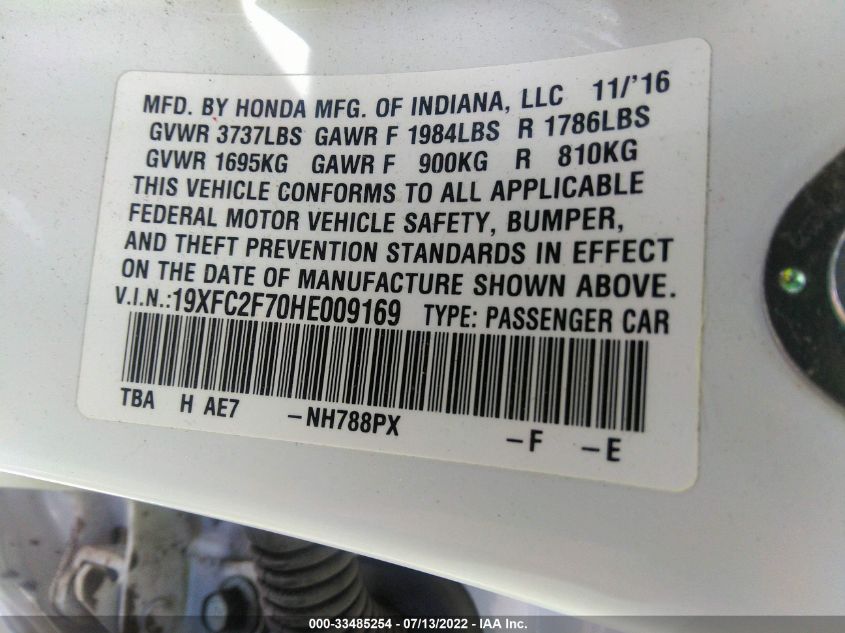 MFD. BY HONDA MFG. OF INDIANA, LLC 11/'16
GVWR 3737LBS GAWR F 1984LBS R 1786LBS
GVWR 1695KG GAWR F 900KG R 810KG
THIS VEHICLE CONFORMS TO ALL APPLICABLE
FEDERAL MOTOR VEHICLE SAFETY, BUMPER,
AND THEFT PREVENTION STANDARDS IN EFFECT
ON THE DATE OF MANUFACTURE SHOWN ABOVE.
V.I.N.:19XFC2F70HE009169 TYPE: PASSENGER CAR
TBA H AE7 -NH788PX -F -E
000-33485254 - 07/13/2022 - IAA Inc.